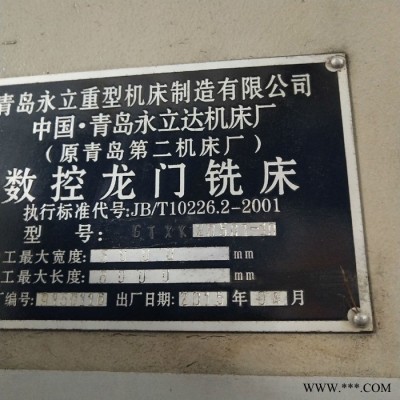 青岛永立重型机床制造有限公司
中国·青岛永立达机床厂
(原青岛第二机床厂)
数控龙门铣床
执行标准代号:JB/T10226.2-2001
型 号:
工最大宽度: mm
工最大长度: mm
编号: 出厂日期: 年 月
WWW.***.COM